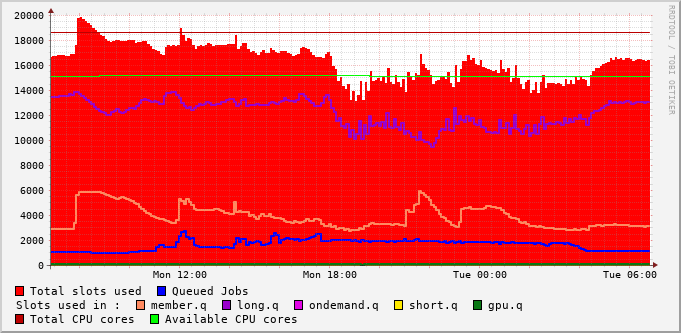 20000
18000
16000
14000
12000
10000
8000
6000
4000
2000
0
Mon 12:00 Mon 18:00 Tue 00:00 Tue 06:00
RRDTOOL / TOBI OETIKER
Total slots used Queued Jobs
Slots used in : member.q long.q ondemand.q short.q gpu.q
Total CPU cores Available CPU cores